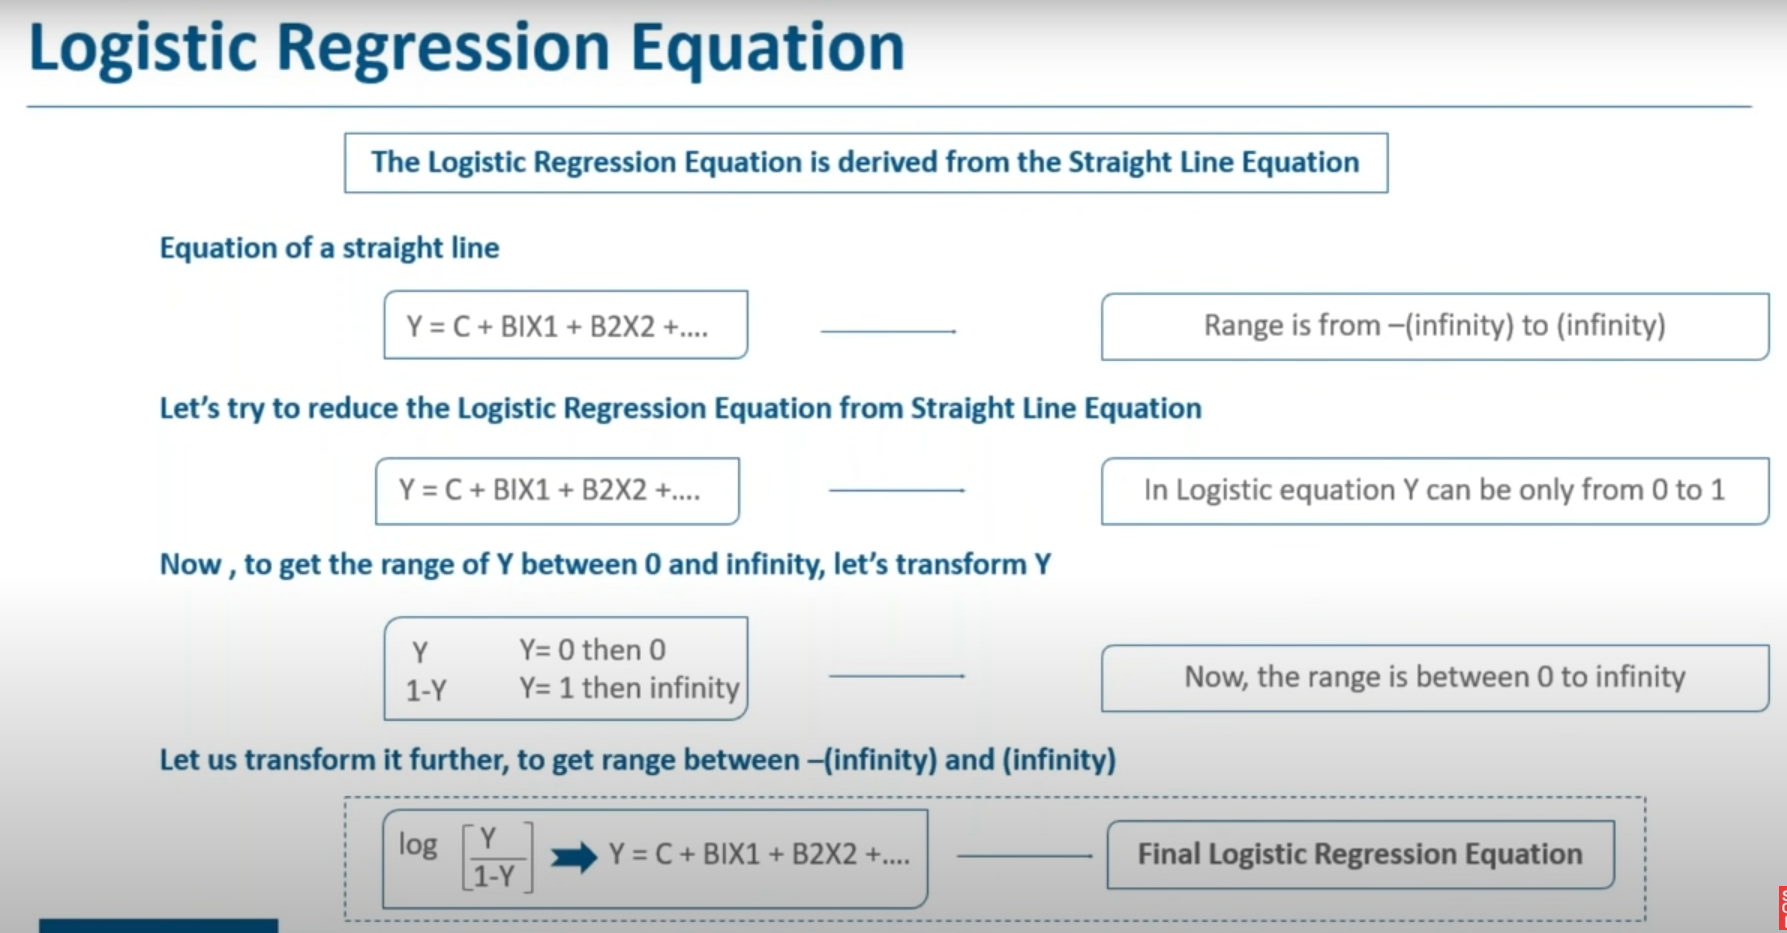 Logistic Regression Equation
The Logistic Regression Equation is derived from the Straight Line Equation
Equation of a straight line
Y = C + BIX1 + B2X2 +....
Range is from –(infinity) to (infinity)
Let's try to reduce the Logistic Regression Equation from Straight Line Equation
Y = C + BIX1 + B2X2 +....
In Logistic equation Y can be only from 0 to 1
Now , to get the range of Y between 0 and infinity, let's transform Y
Y Y= 0 then 0
1-Y Y= 1 then infinity
Now, the range is between 0 to infinity
Let us transform it further, to get range between –(infinity) and (infinity)
log [Y
1-Y] Y = C + BIX1 + B2X2 +....
Final Logistic Regression Equation